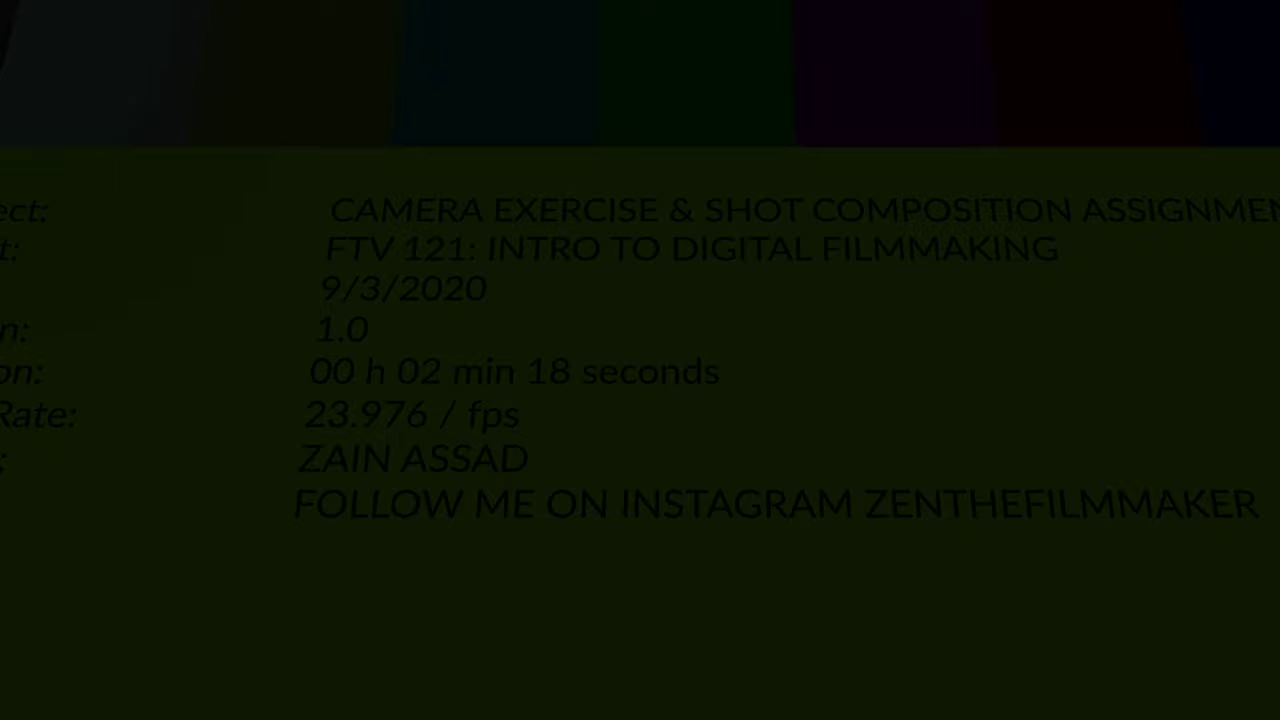 ect: CAMERA EXERCISE & SHOT COMPOSITION ASSIGNMEN
t: FTV 121: INTRO TO DIGITAL FILMMAKING
9/3/2020
n: 1.0
on: 00 h 02 min 18 seconds
Rate: 23.976 / fps
: ZAIN ASSAD
FOLLOW ME ON INSTAGRAM ZENTHEFILMMAKER